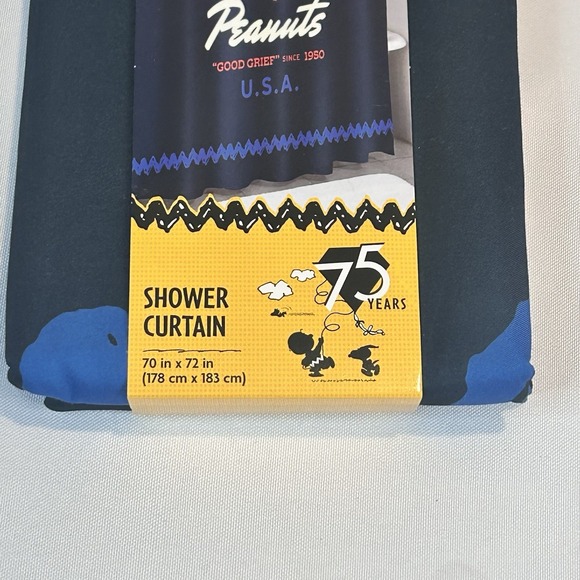 Peanuts
"GOOD GRIEF" SINCE 1950
U.S.A.
75
YEARS
SHOWER
CURTAIN
70 in x 72 in
(178 cm x 183 cm)